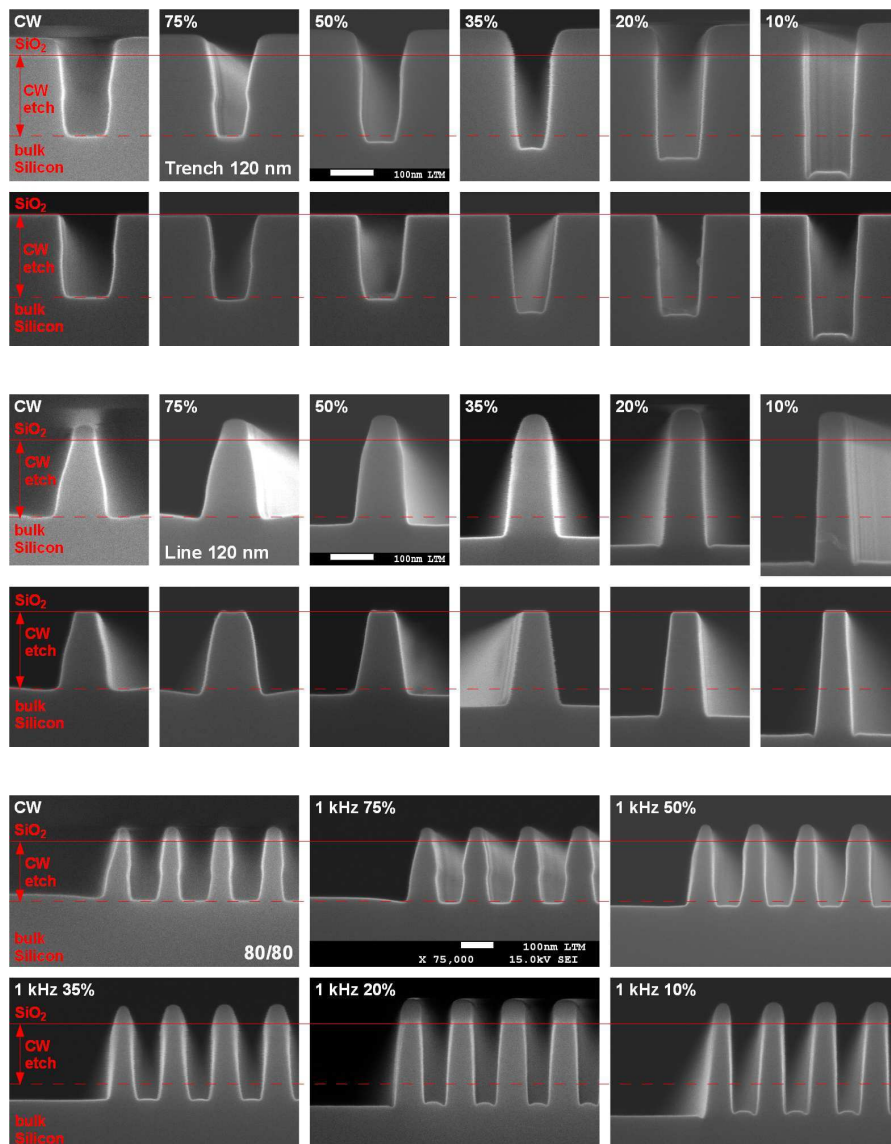 CW
75%
50%
35%
20%
10%
SiO₂
CW
etch
bulk
Silicon
Trench 120 nm
100nm LTM
SiO₂
CW
etch
bulk
Silicon
CW
75%
50%
35%
20%
10%
SiO₂
CW
etch
bulk
Silicon
Line 120 nm
100nm LTM
SiO₂
CW
etch
bulk
Silicon
CW
1 kHz 75%
1 kHz 50%
SiO₂
CW
etch
bulk
Silicon
80/80
100nm LTM
X 75,000 15.0kV SEI
1 kHz 35%
1 kHz 20%
1 kHz 10%
SiO₂
CW
etch
bulk
Silicon